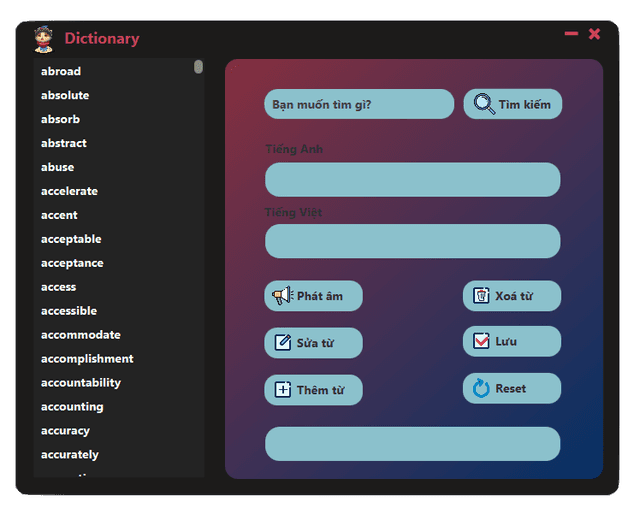 Dictionary
abroad
absolute
absorb
abstract
abuse
accelerate
accent
acceptable
acceptance
access
accessible
accommodate
accomplishment
accountability
accounting
accuracy
accurately
Bạn muốn tìm gì?
Tìm kiếm
Tiếng Anh
Tiếng Việt
Phát âm
Xoá từ
Sửa từ
Lưu
Thêm từ
Reset